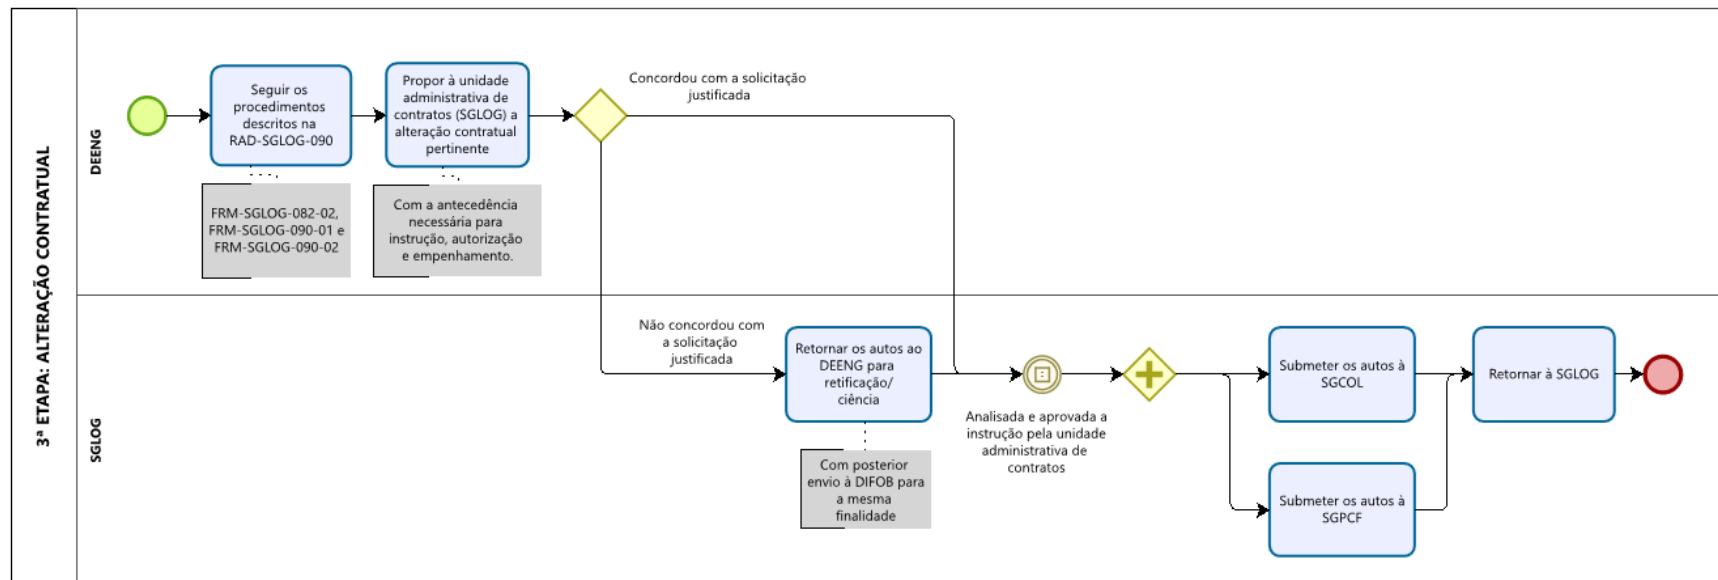 3ª ETAPA: ALTERAÇÃO CONTRATUAL
DEENG
Seguir os
procedimentos
descritos na
RAD-SGLOG-090
FRM-SGLOG-082-02,
FRM-SGLOG-090-01 e
FRM-SGLOG-090-02
Propor à unidade
administrativa de
contratos (SGLOG) a
alteração contratual
pertinente
Com a antecedência
necessária para
instrução, autorização
e empenhamento.
Concordou com a solicitação
justificada
SGLOG
Não concordou com
a solicitação
justificada
Retornar os autos ao
DEENG para
retificação/
ciência
Com posterior
envio à DIFOB para
a mesma
finalidade
Analisada e aprovada a
instrução pela unidade
administrativa de
contratos
Submeter os autos à
SGCOL
Submeter os autos à
SGPCF
Retornar à SGLOG